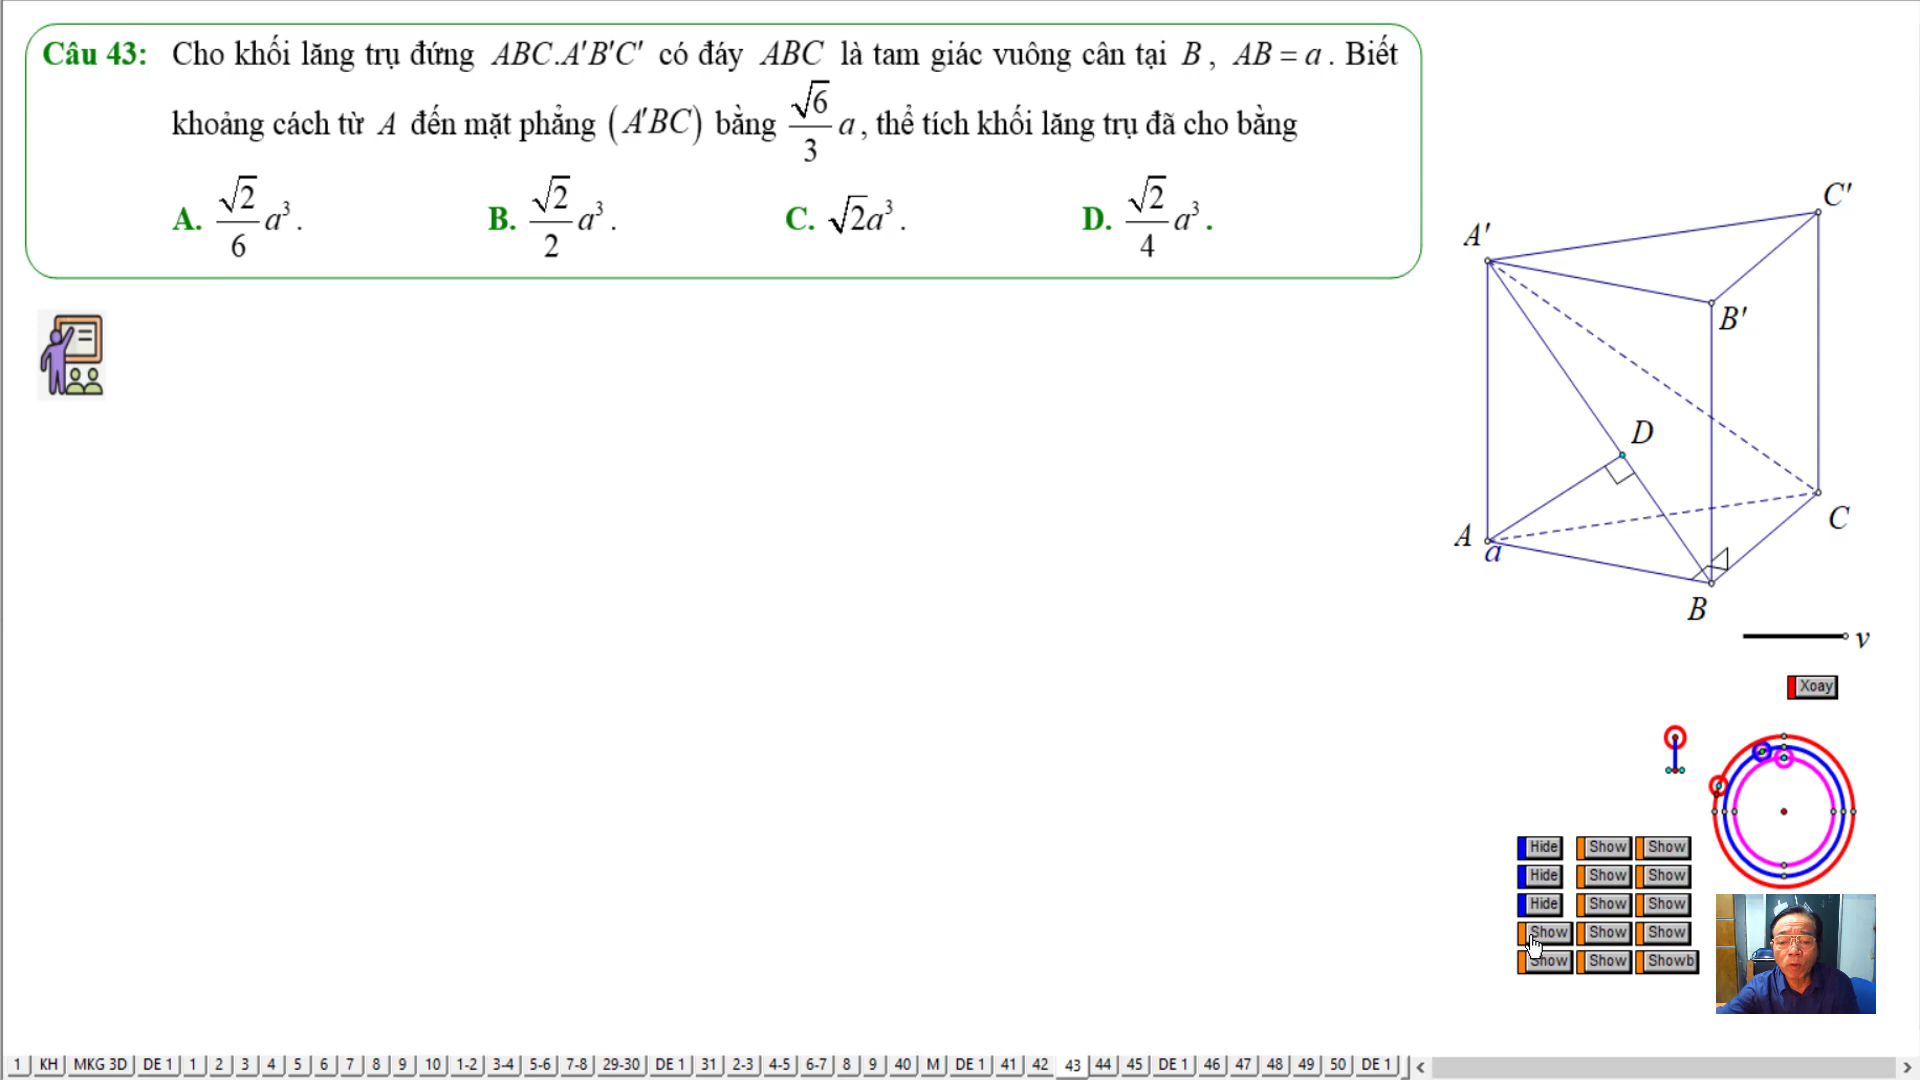 Câu 43: Cho khối lăng trụ đứng ABC.A'B'C' có đáy ABC là tam giác vuông cân tại B, AB = a. Biết
khoảng cách từ A đến mặt phẳng (A'BC) bằng √6/3 a, thể tích khối lăng trụ đã cho bằng
A. √2/6 a³. B. √2/2 a³. C. √2a³. D. √2/4 a³.
C'
A'
B'
D
A
a
C
B
v
Xoay
Hide Show Show
Hide Show Show
Hide Show Show
Show Show Show
Show Show Showb
1 KH MKG 3D DE 1 1 2 3 4 5 6 7 8 9 10 1-2 3-4 5-6 7-8 29-30 DE 1 31 2-3 4-5 6-7 8 9 40 M DE 1 41 42 43 44 45 DE 1 46 47 48 49 50 DE 1